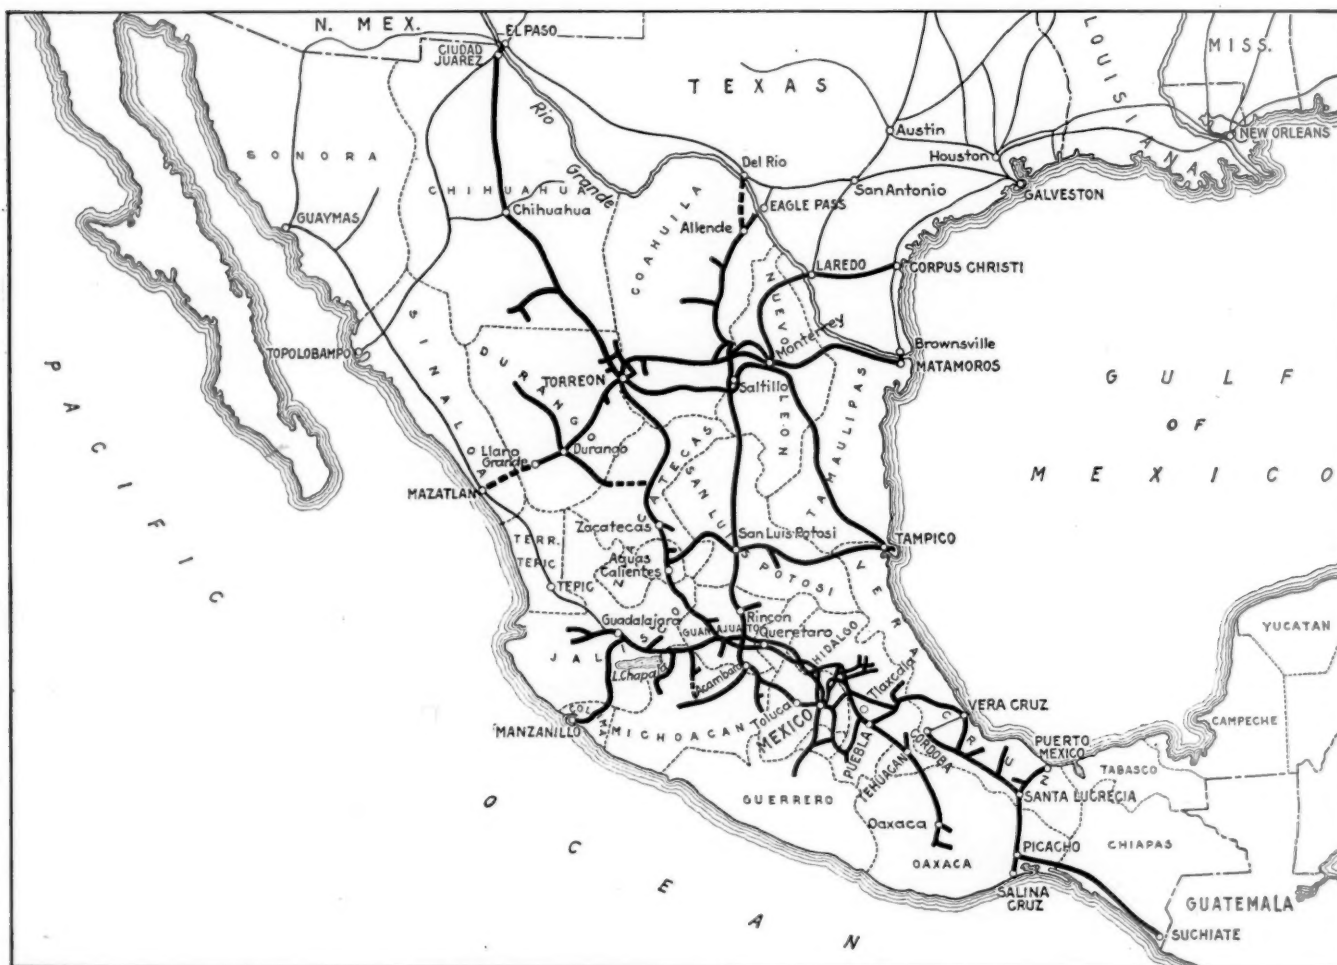 N. MEX.
EL PASO
CIUDAD
JUAREZ
TEXAS
LOUISIANA
MISS.
NEW ORLEANS
Rio Grande
Austin
Houston
Del Rio
San Antonio
GALVESTON
SONORA
CHIHUAHUA
Chihuahua
GUAYMAS
COAHUILA
EAGLE PASS
Allende
LAREDO
CORPUS CHRISTI
NUEVO LEON
Monterrey
Brownsville
MATAMOROS
TOPOLOBAMPO
SINALOA
DURANGO
TORREON
Saltillo
TAMAULIPAS
GULF
OF
MEXICO
PACIFIC
OCEAN
Llano
Grande
Durango
MAZATLAN
ZACATECAS
SAN LUIS POTOSI
Zacatecas
San Luis Potosi
TAMPICO
TERR.
TEPIC
Aguas
Calientes
TEPIC
VERA CRUZ
Guadalajara
Rincon
GUANAJUATO
Queretaro
HIDALGO
JALISCO
L. Chapala
Acambaro
Tlaxcala
YUCATAN
COLIMA
MANZANILLO
MICHOACAN
Toluca
MEXICO
PUEBLA
VERA CRUZ
CAMPECHE
PUERTO
MEXICO
TABASCO
TEHUACAN
CORDOBA
GUERRERO
SANTA LUCRECIA
Oaxaca
OAXACA
PICACHO
CHIAPAS
SALINA
CRUZ
GUATEMALA
SUCHIATE